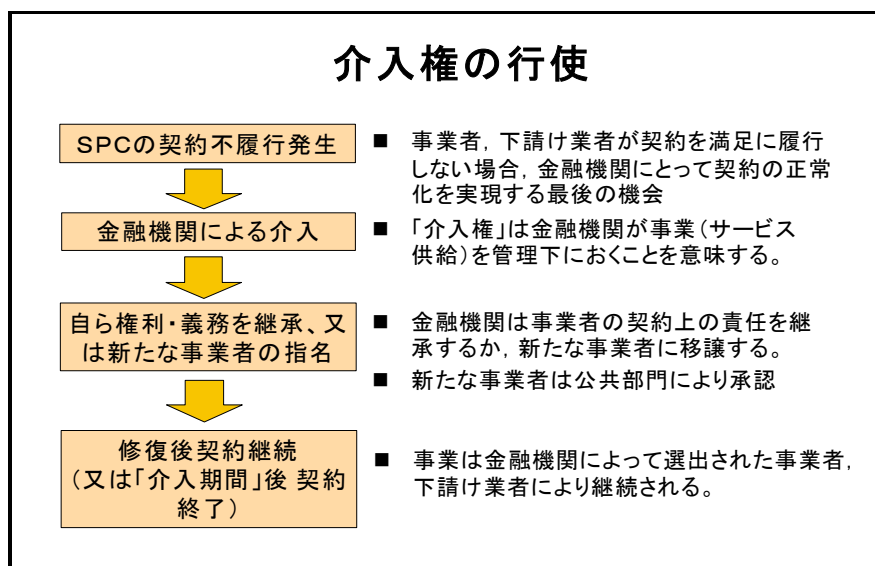 介入権の行使
SPCの契約不履行発生
■ 事業者，下請け業者が契約を満足に履行
しない場合，金融機関にとって契約の正常
化を実現する最後の機会
金融機関による介入
■ 「介入権」は金融機関が事業（サービス
供給）を管理下におくことを意味する。
自ら権利・義務を継承、又
は新たな事業者の指名
■ 金融機関は事業者の契約上の責任を継
承するか，新たな事業者に移譲する。
■ 新たな事業者は公共部門により承認
修復後契約継続
（又は「介入期間」後 契約
終了）
■ 事業は金融機関によって選出された事業者，
下請け業者により継続される。